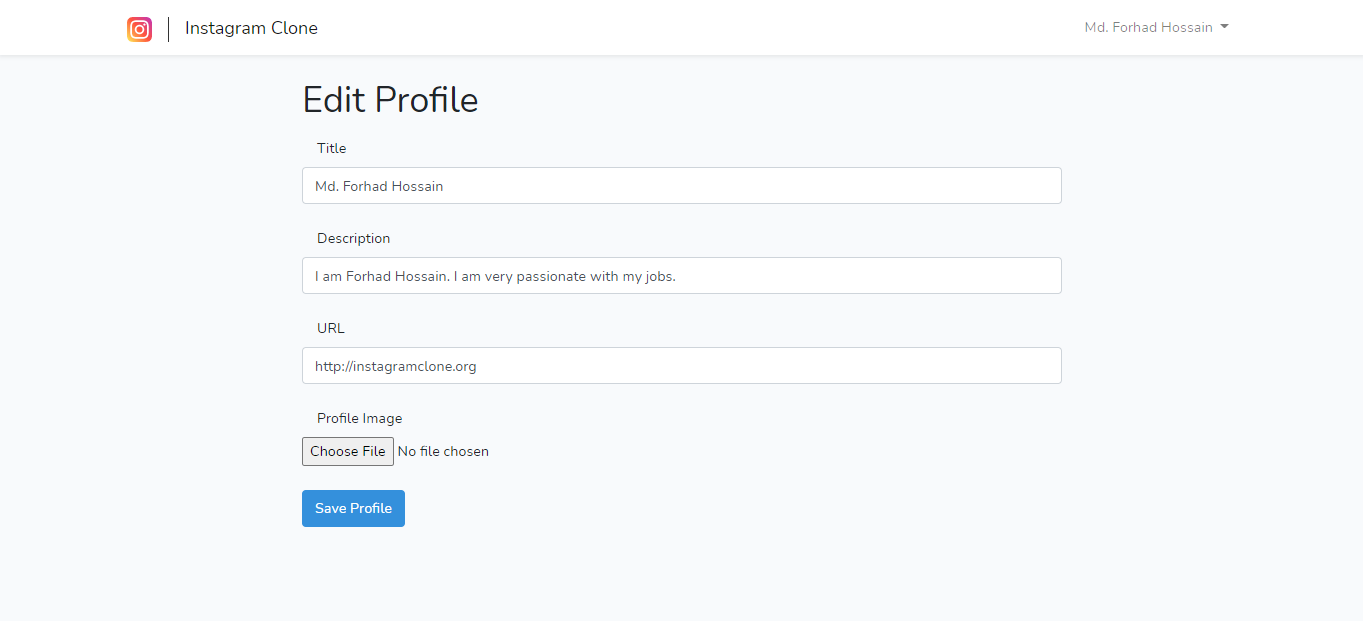 Instagram Clone
Md. Forhad Hossain
Edit Profile
Title
Md. Forhad Hossain
Description
I am Forhad Hossain. I am very passionate with my jobs.
URL
http://instagramclone.org
Profile Image
Choose File No file chosen
Save Profile